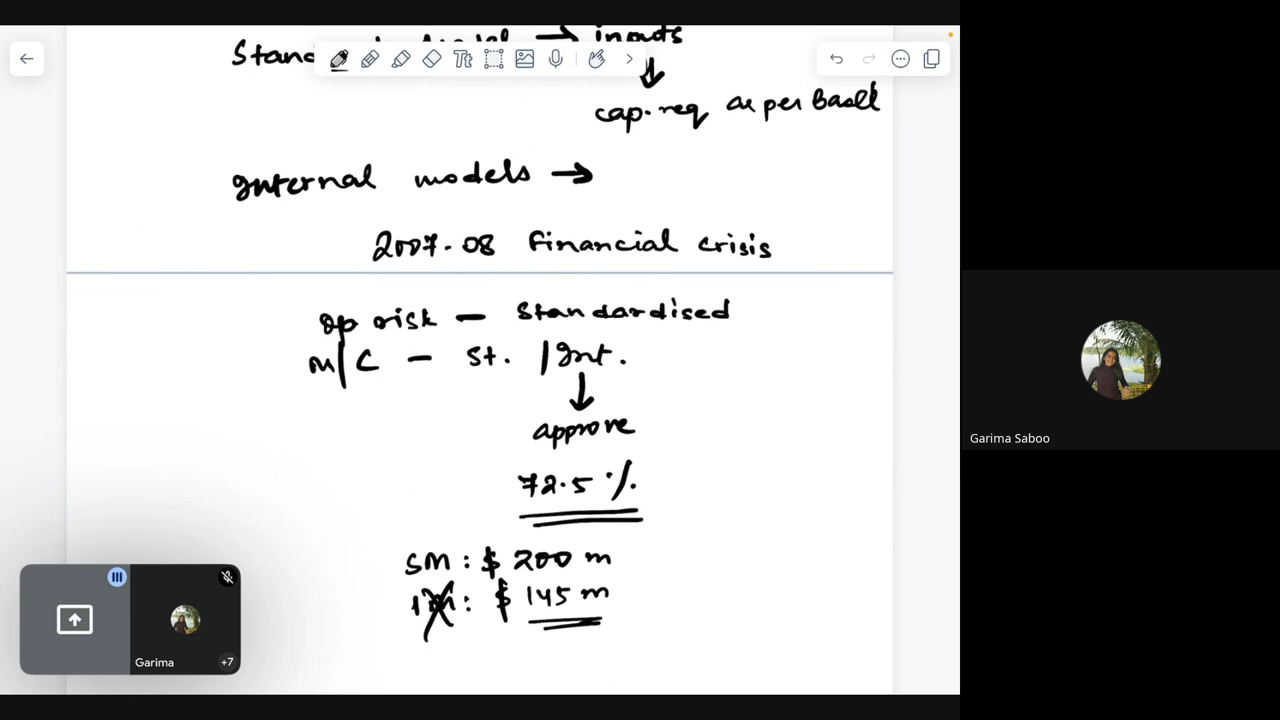 inputs
cap. req as per Basel
Internal models →
2007-08 Financial crisis
op risk - Standardised
M/C - St. / Int.
approve
72.5 %
SM : $ 200 m
IM : $ 145 m
Tt
Garima Saboo
Garima
+7